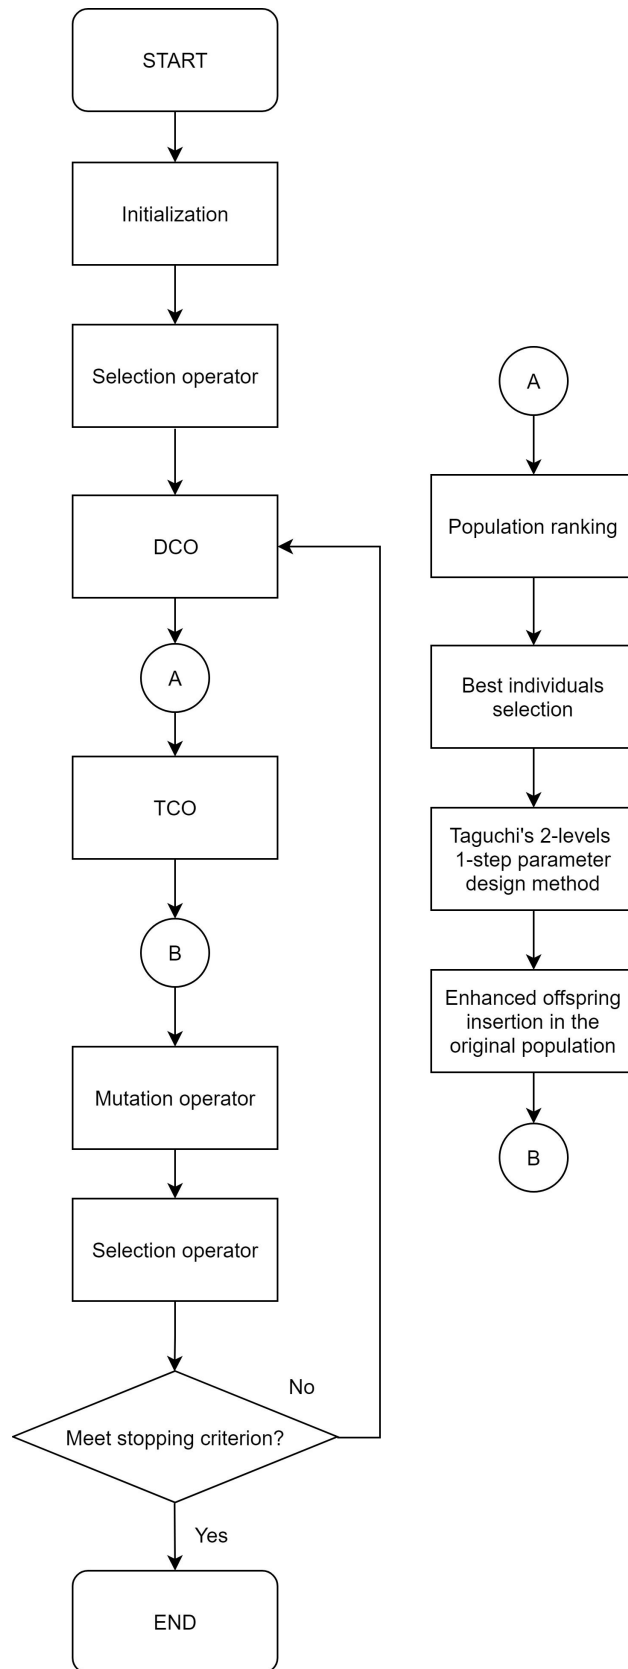 START
Initialization
Selection operator
DCO
A
TCO
B
Mutation operator
Selection operator
No
Meet stopping criterion?
Yes
END
A
Population ranking
Best individuals
selection
Taguchi's 2-levels
1-step parameter
design method
Enhanced offspring
insertion in the
original population
B